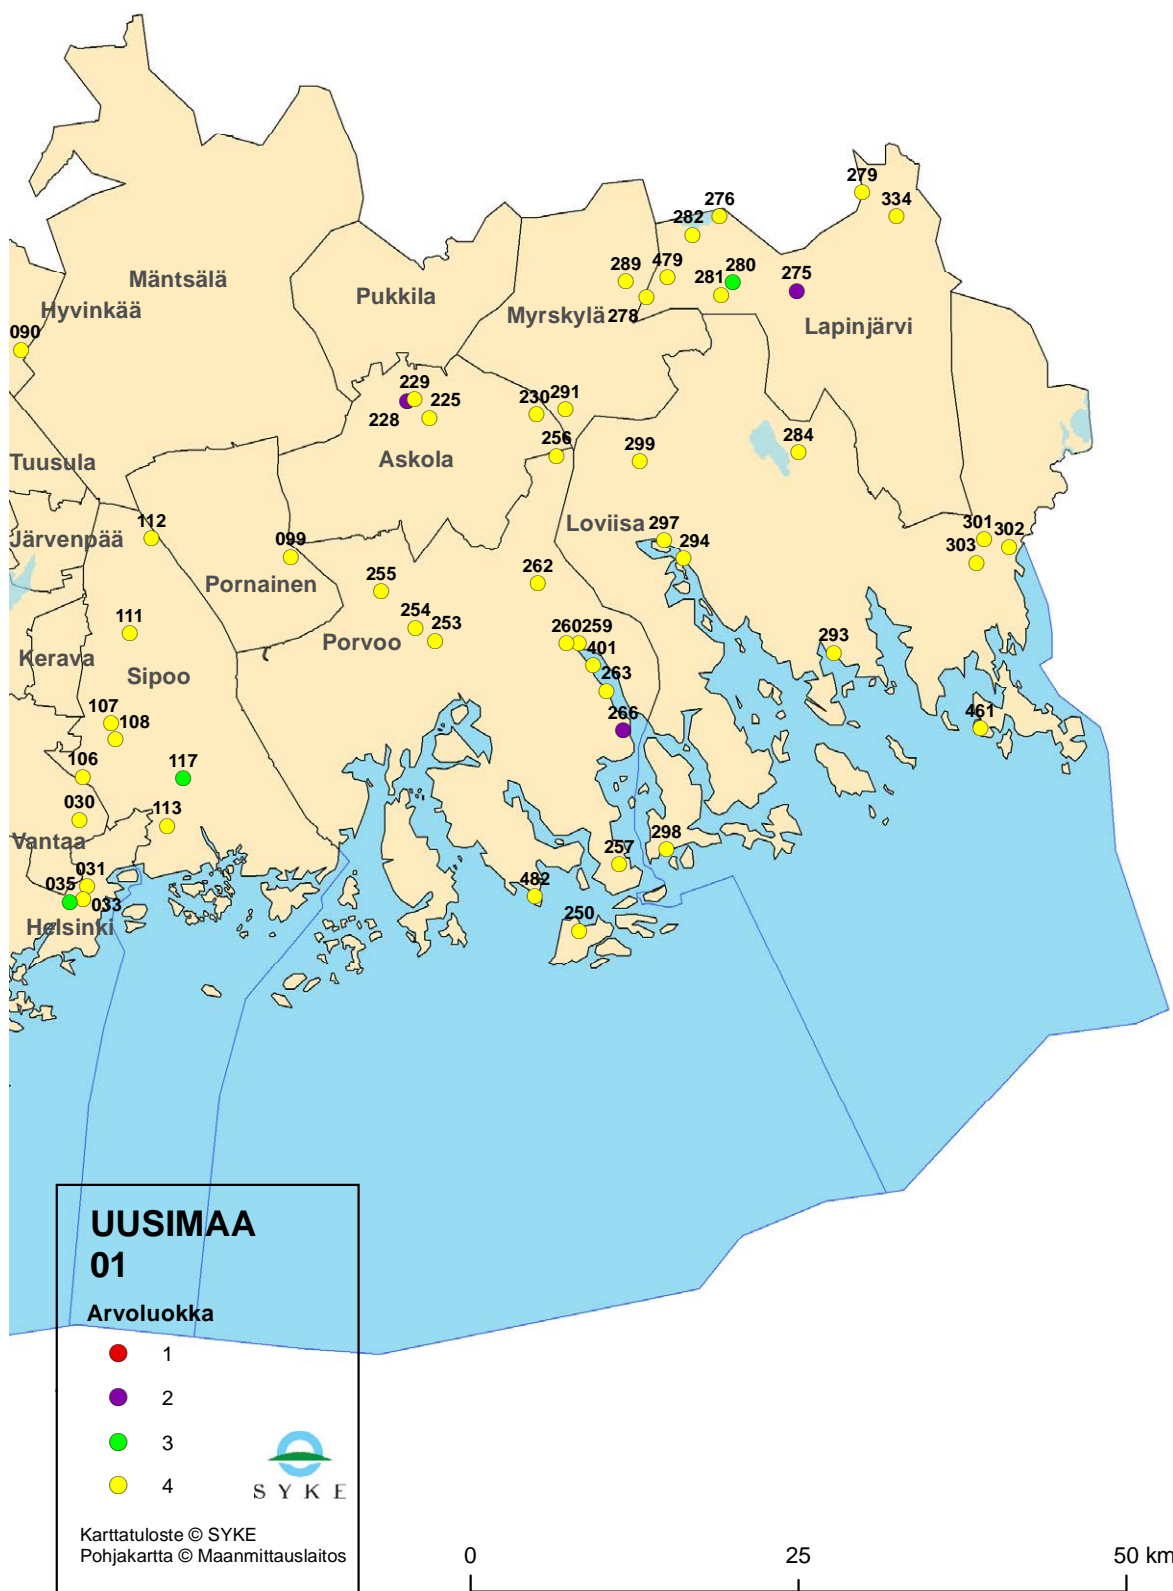 279
334
276
282
289
479
281
280
275
278
Mäntsälä
Pukkila
Hyvinkää
Myrskylä
Lapinjärvi
090
229
225
228
230
291
256
299
284
Tuusula
Askola
112
Järvenpää
099
Pornainen
Loviisa
297
294
301
302
303
262
255
254
253
Porvoo
260
259
401
263
266
111
Kerava
Sipoo
293
461
107
108
106
117
030
113
Vantaa
298
257
031
035
033
Helsinki
482
250
UUSIMAA
01
Arvoluokka
1
2
3
4
SYKE
Karttatuloste © SYKE
Pohjakartta © Maanmittauslaitos
0
25
50 km